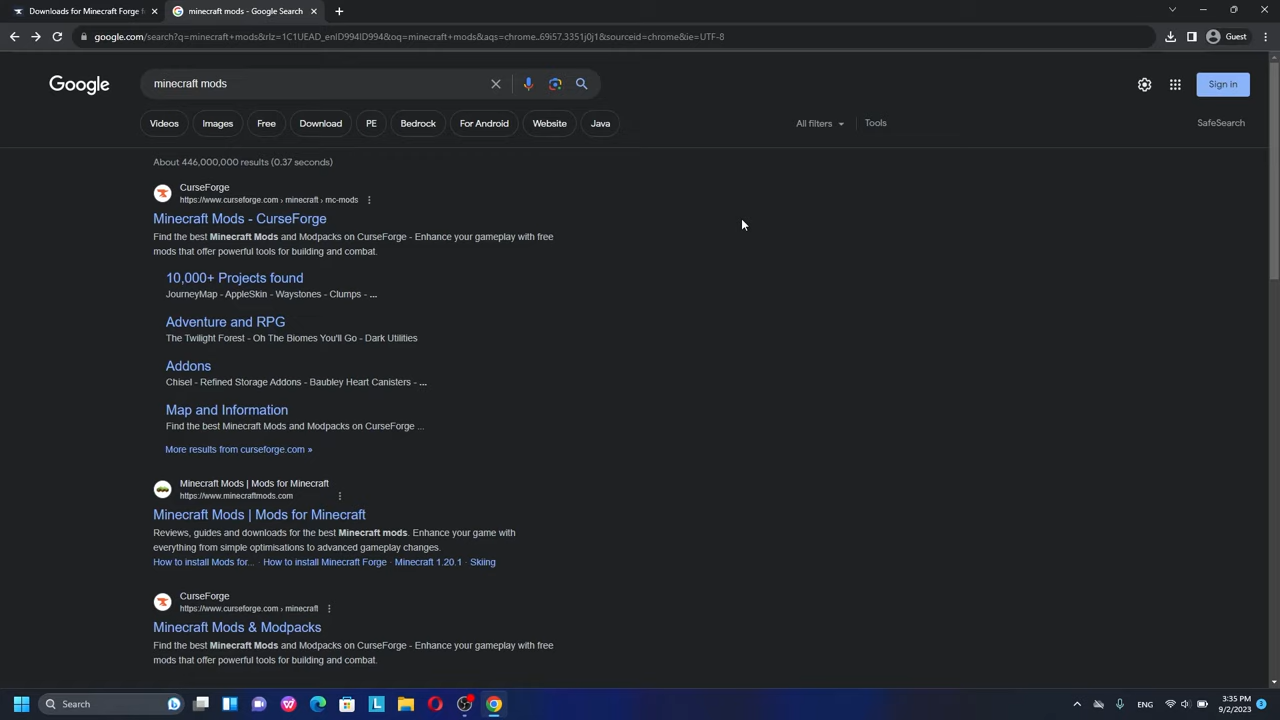 Downloads for Minecraft Forge f
minecraft mods - Google Search
google.com/search?q=minecraft+mods&rlz=1C1UEAD_enID994ID994&oq=minecraft+mods&aqs=chrome..69i57.3351j0j1&sourceid=chrome&ie=UTF-8
Guest
Google
minecraft mods
Sign in
Videos
Images
Free
Download
PE
Bedrock
For Android
Website
Java
All filters
Tools
SafeSearch
About 446,000,000 results (0.37 seconds)
CurseForge
https://www.curseforge.com › minecraft › mc-mods
Minecraft Mods - CurseForge
Find the best Minecraft Mods and Modpacks on CurseForge - Enhance your gameplay with free
mods that offer powerful tools for building and combat.
10,000+ Projects found
JourneyMap - AppleSkin - Waystones - Clumps - ...
Adventure and RPG
The Twilight Forest - Oh The Biomes You'll Go - Dark Utilities
Addons
Chisel - Refined Storage Addons - Baubley Heart Canisters - ...
Map and Information
Find the best Minecraft Mods and Modpacks on CurseForge ...
More results from curseforge.com »
Minecraft Mods | Mods for Minecraft
https://www.minecraftmods.com
Minecraft Mods | Mods for Minecraft
Reviews, guides and downloads for the best Minecraft mods. Enhance your game with
everything from simple optimisations to advanced gameplay changes.
How to install Mods for... · How to install Minecraft Forge · Minecraft 1.20.1 · Skiing
CurseForge
https://www.curseforge.com › minecraft
Minecraft Mods & Modpacks
Find the best Minecraft Mods and Modpacks on CurseForge - Enhance your gameplay with free
mods that offer powerful tools for building and combat.
Search
ENG
3:35 PM
9/2/2023
3